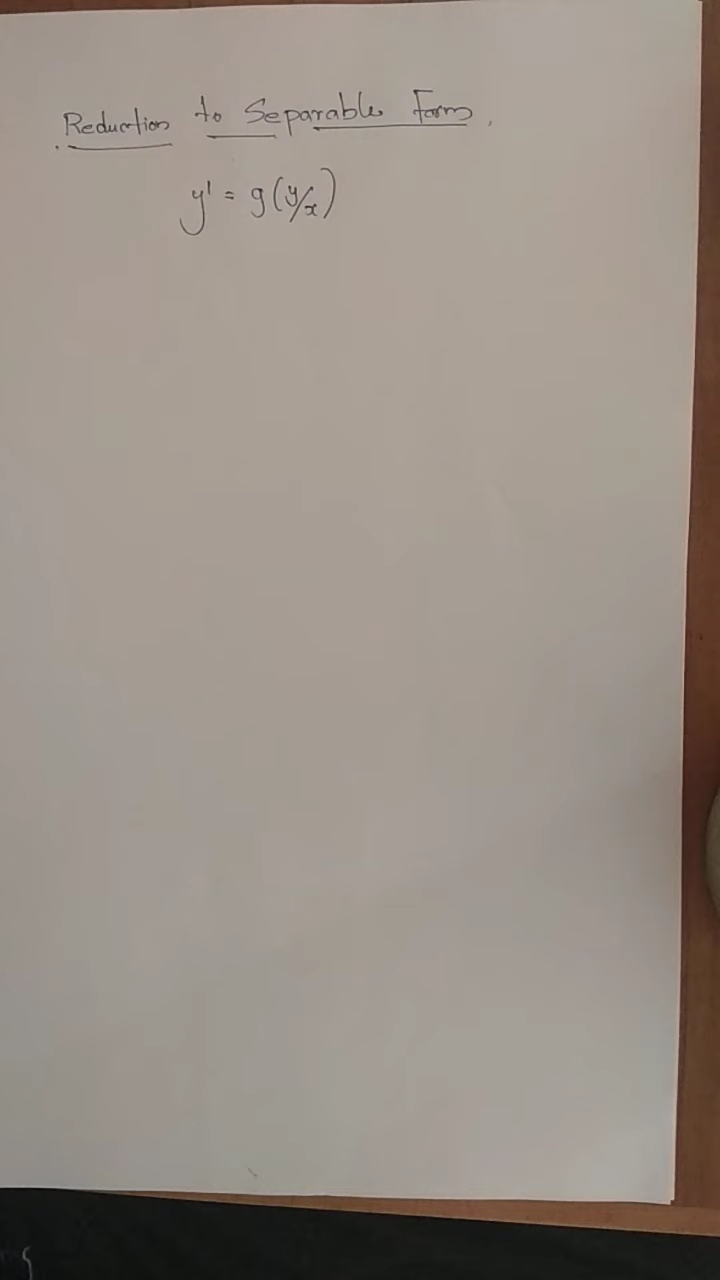 Reduction to Separable Form.
y' = g(y/x)